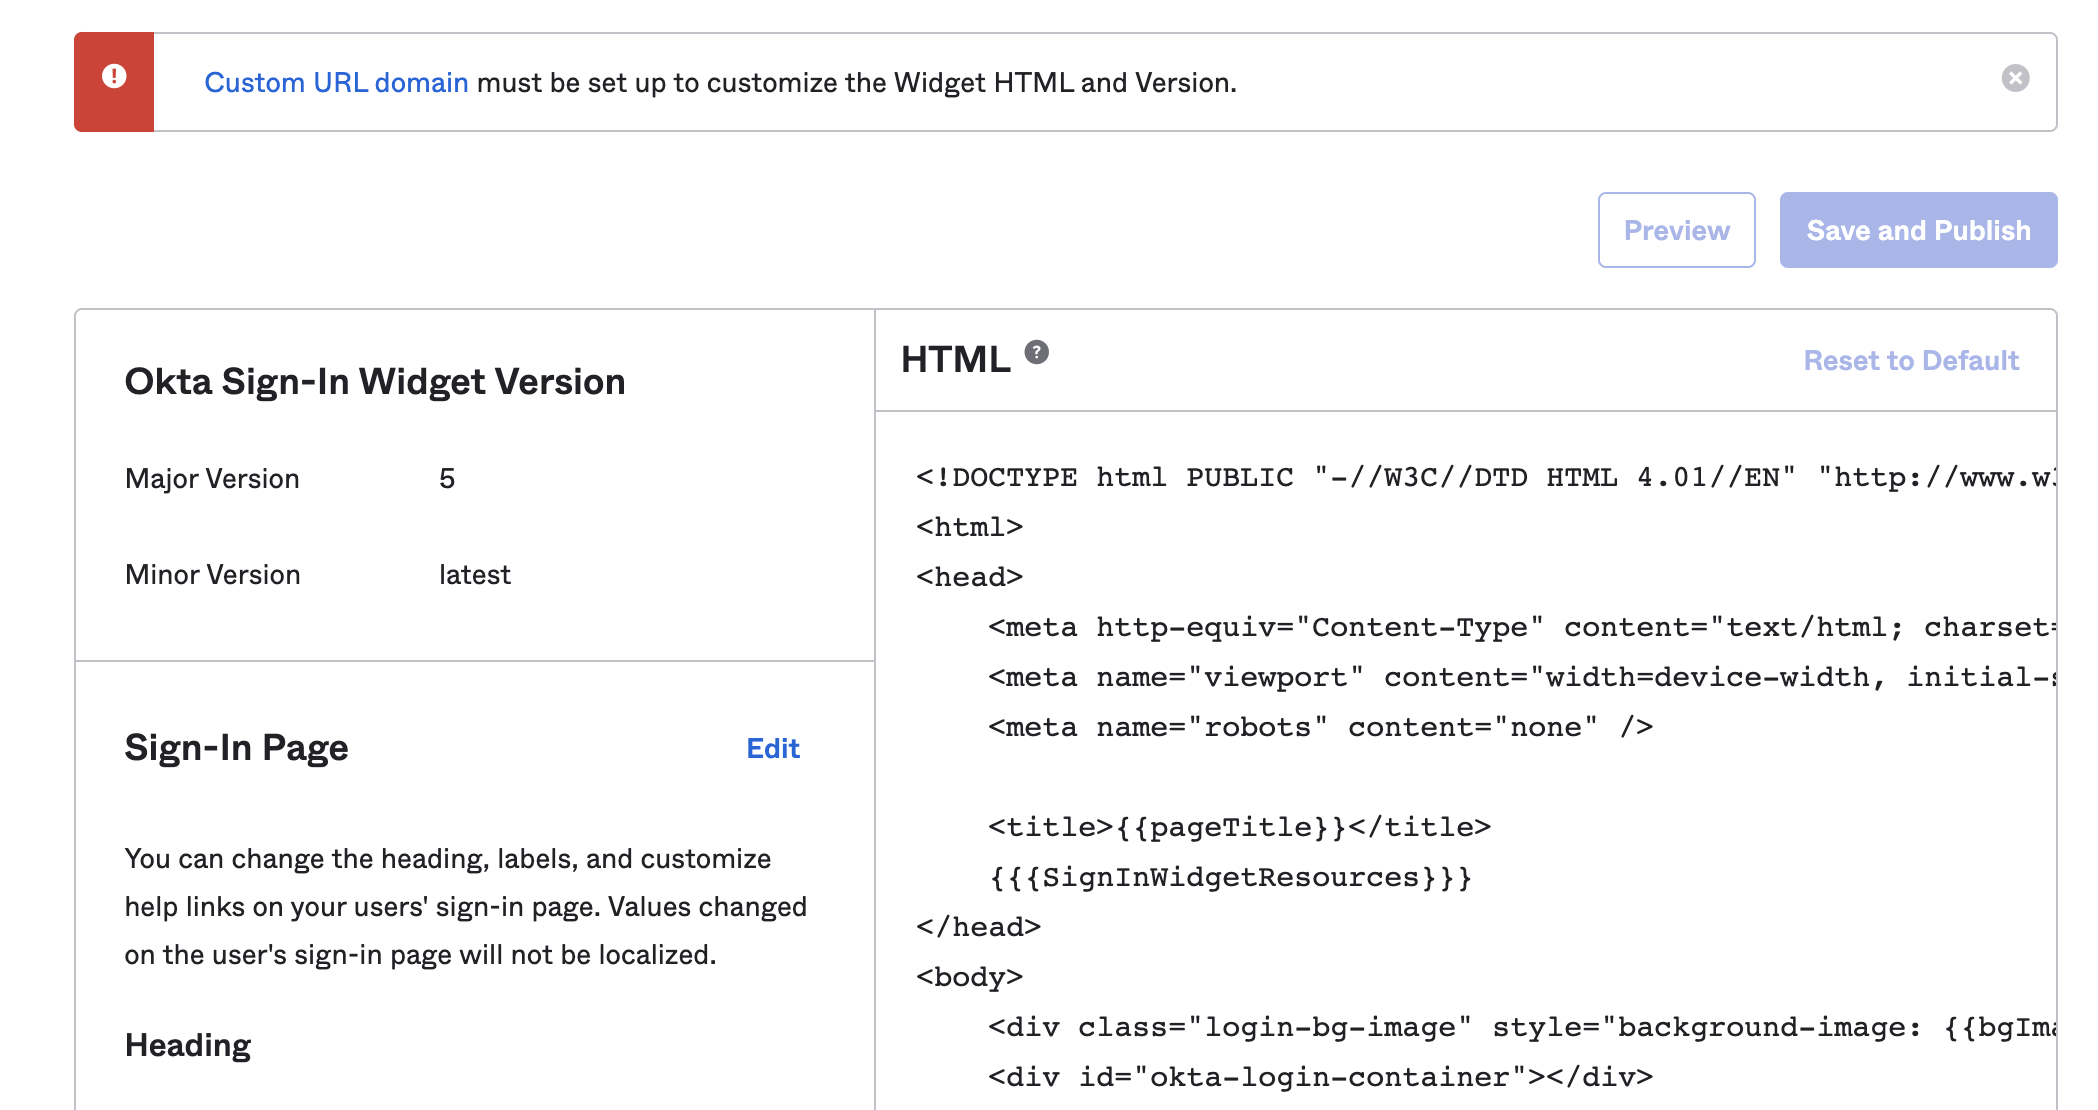 Custom URL domain must be set up to customize the Widget HTML and Version.
Preview
Save and Publish
Okta Sign-In Widget Version
Major Version 5
Minor Version latest
Sign-In Page
Edit
You can change the heading, labels, and customize
help links on your users' sign-in page. Values changed
on the user's sign-in page will not be localized.
Heading
HTML
Reset to Default
<!DOCTYPE html PUBLIC "-//W3C//DTD HTML 4.01//EN" "http://www.w3
<html>
<head>
<meta http-equiv="Content-Type" content="text/html; charset=
<meta name="viewport" content="width=device-width, initial-s
<meta name="robots" content="none" />
<title>{{pageTitle}}</title>
{{{SignInWidgetResources}}}
</head>
<body>
<div class="login-bg-image" style="background-image: {{bgIma
<div id="okta-login-container"></div>